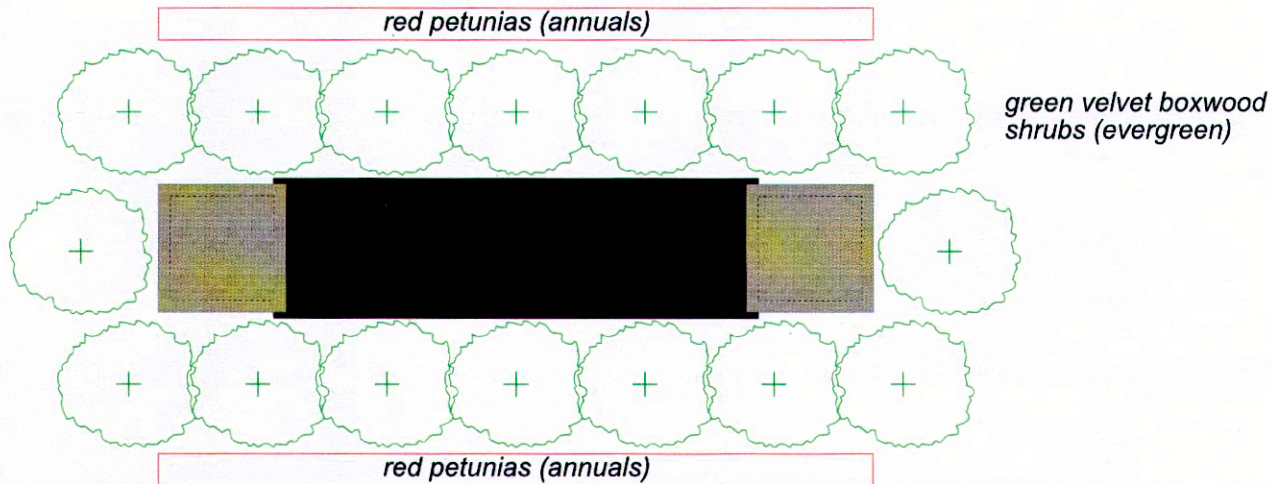 red petunias (annuals)
green velvet boxwood
shrubs (evergreen)
red petunias (annuals)